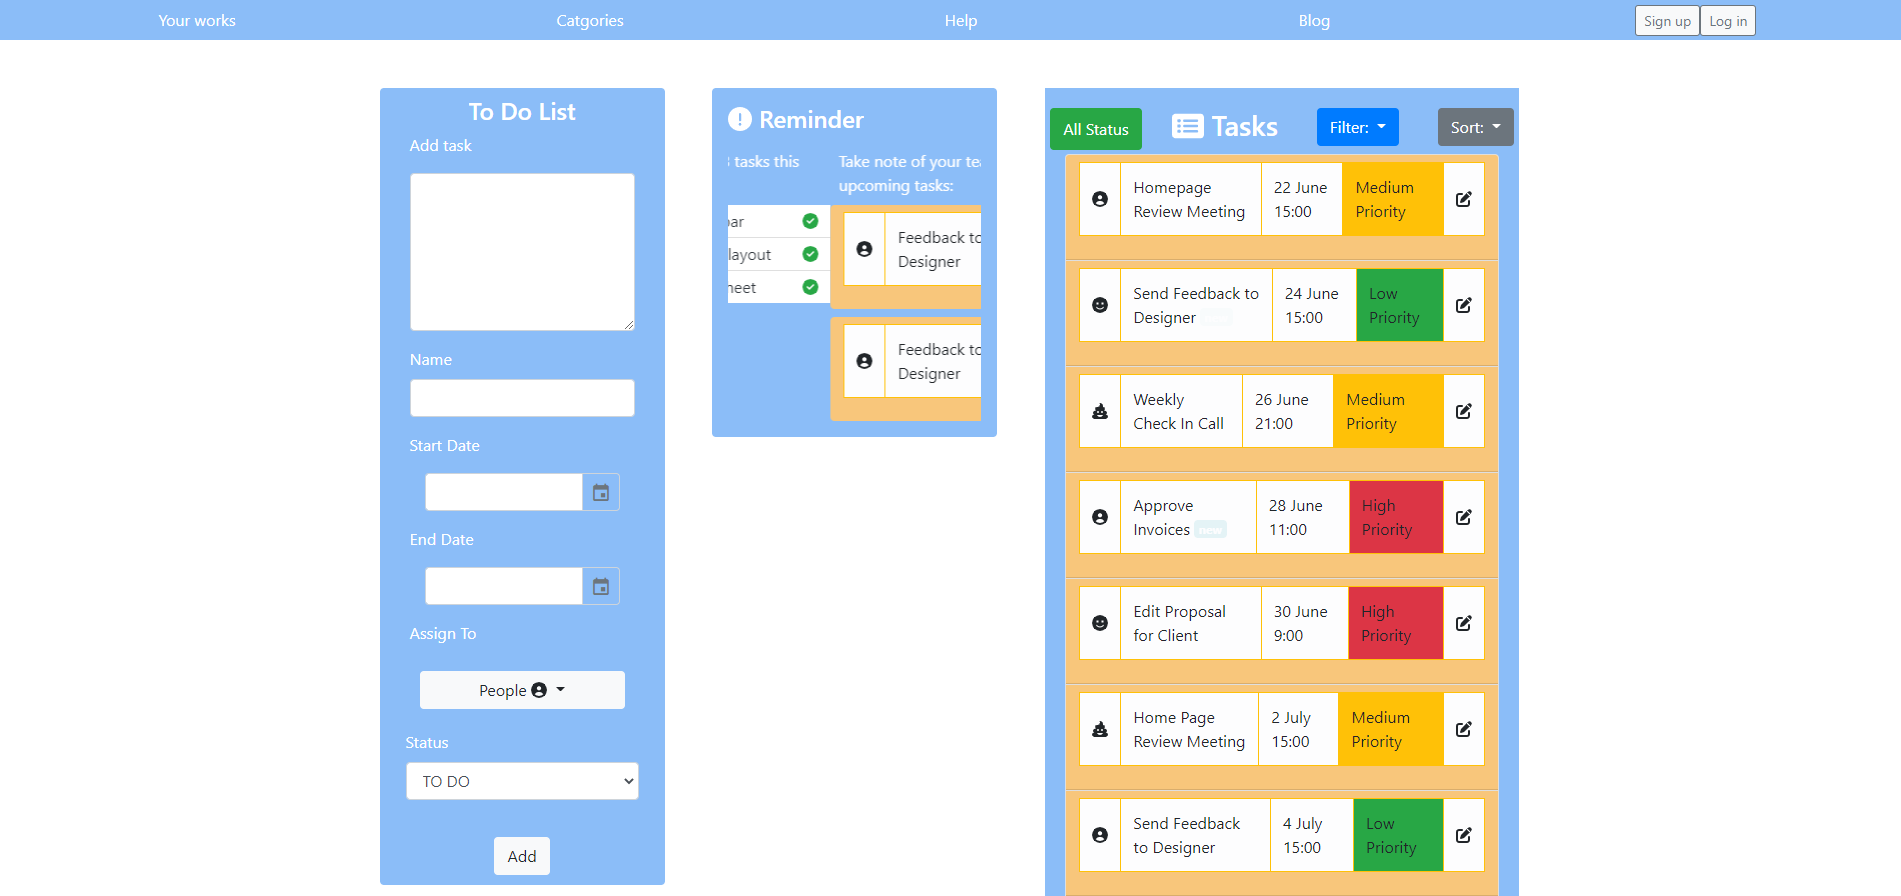 Your works
Catgories
Help
Blog
Sign up
Log in
To Do List
Add task
Name
Start Date
End Date
Assign To
People
Status
TO DO
Add
Reminder
tasks this
layout
Take note of your
upcoming tasks:
Feedback to
Designer
Feedback to
Designer
All Status
Tasks
Filter:
Sort:
Homepage
Review Meeting
22 June
15:00
Medium
Priority
Send Feedback to
Designer
24 June
15:00
Low
Priority
Weekly
Check In Call
26 June
21:00
Medium
Priority
Approve
Invoices new
28 June
11:00
High
Priority
Edit Proposal
for Client
30 June
9:00
High
Priority
Home Page
Review Meeting
2 July
15:00
Medium
Priority
Send Feedback
to Designer
4 July
15:00
Low
Priority